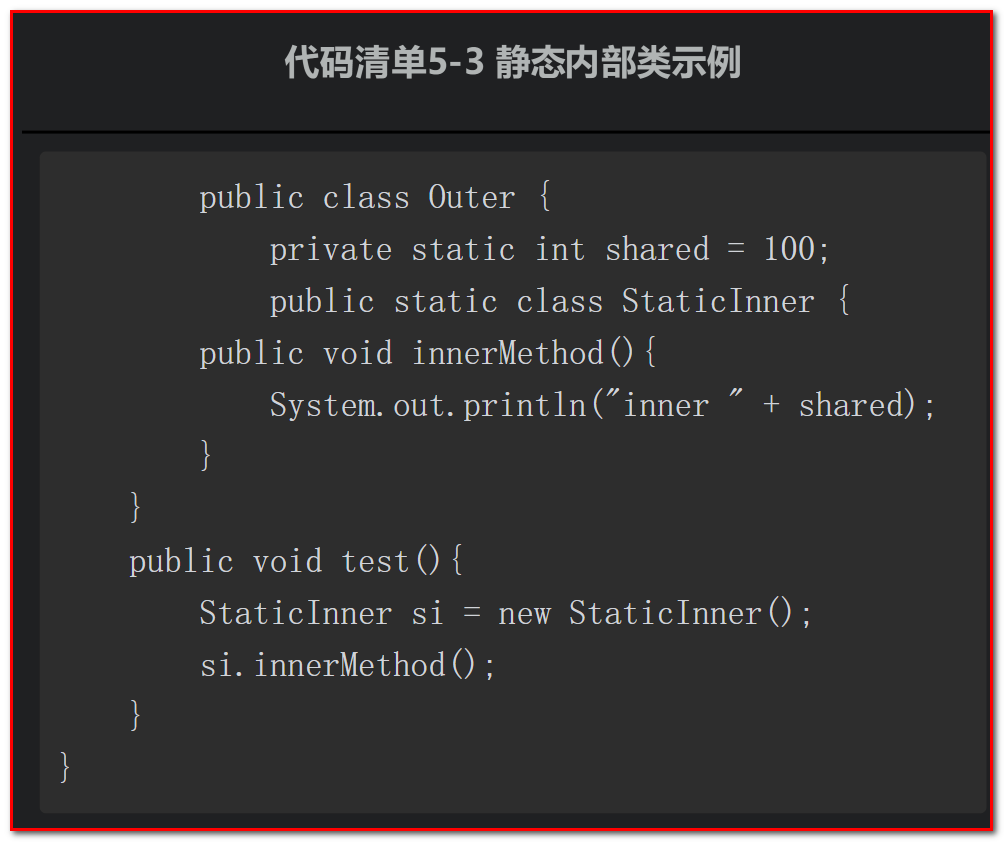 代码清单5-3 静态内部类示例
public class Outer {
private static int shared = 100;
public static class StaticInner {
public void innerMethod(){
System.out.println("inner " + shared);
}
}
public void test(){
StaticInner si = new StaticInner();
si.innerMethod();
}
}